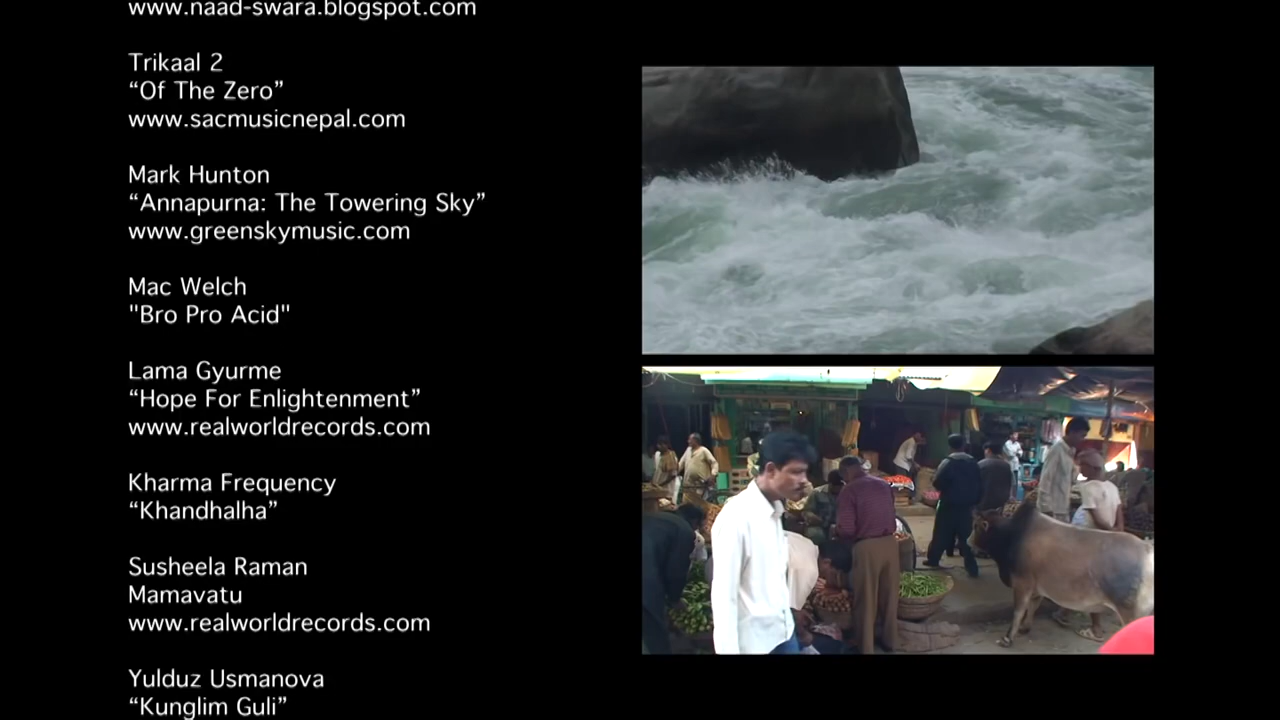 www.naad-swara.blogspot.com
Trikaal 2
“Of The Zero”
www.sacmusicnepal.com
Mark Hunton
“Annapurna: The Towering Sky”
www.greenskymusic.com
Mac Welch
"Bro Pro Acid"
Lama Gyurme
“Hope For Enlightenment”
www.realworldrecords.com
Kharma Frequency
“Khandhalha”
Susheela Raman
Mamavatu
www.realworldrecords.com
Yulduz Usmanova
“Kunglim Guli”